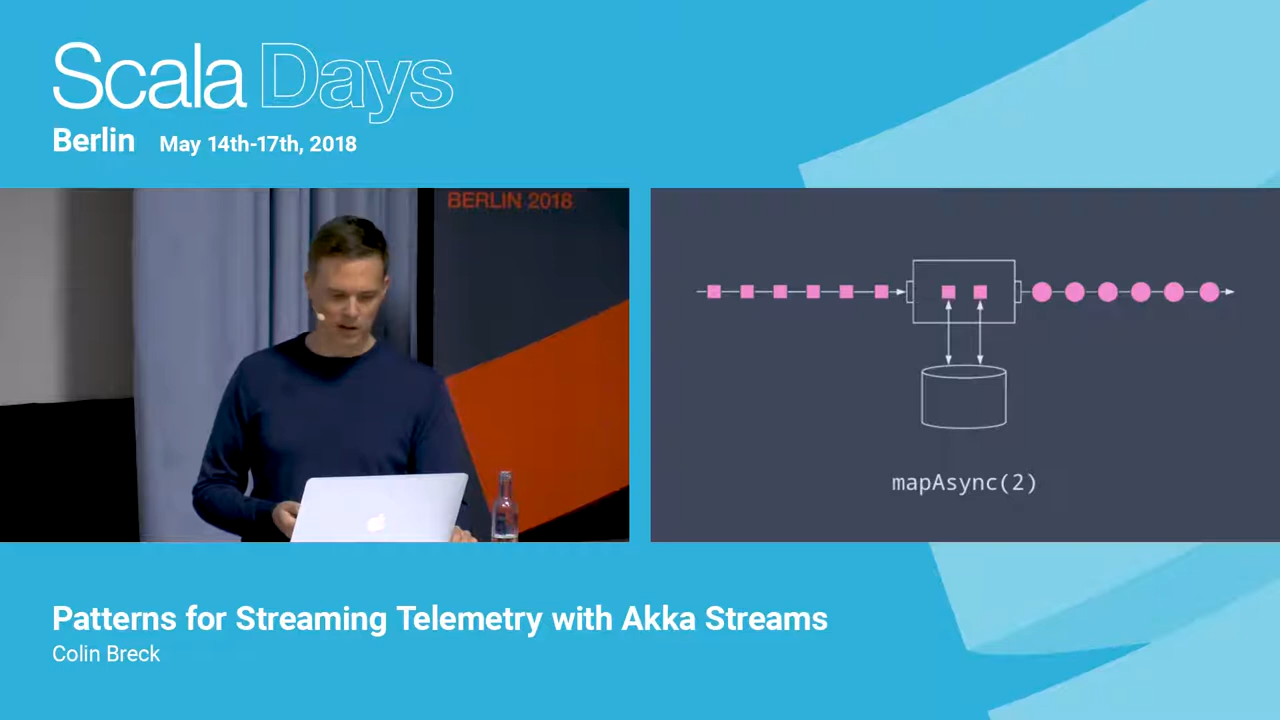 Scala Days
Berlin May 14th-17th, 2018
BERLIN 2018
mapAsync(2)
Patterns for Streaming Telemetry with Akka Streams
Colin Breck